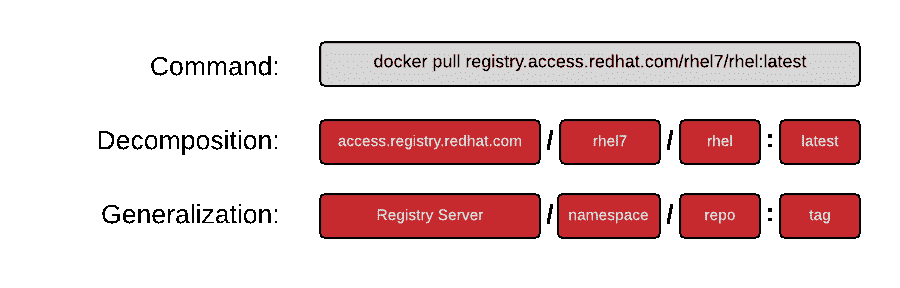 Command: docker pull registry.access.redhat.com/rhel7/rhel:latest
Decomposition: access.registry.redhat.com / rhel7 / rhel : latest
Generalization: Registry Server / namespace / repo : tag